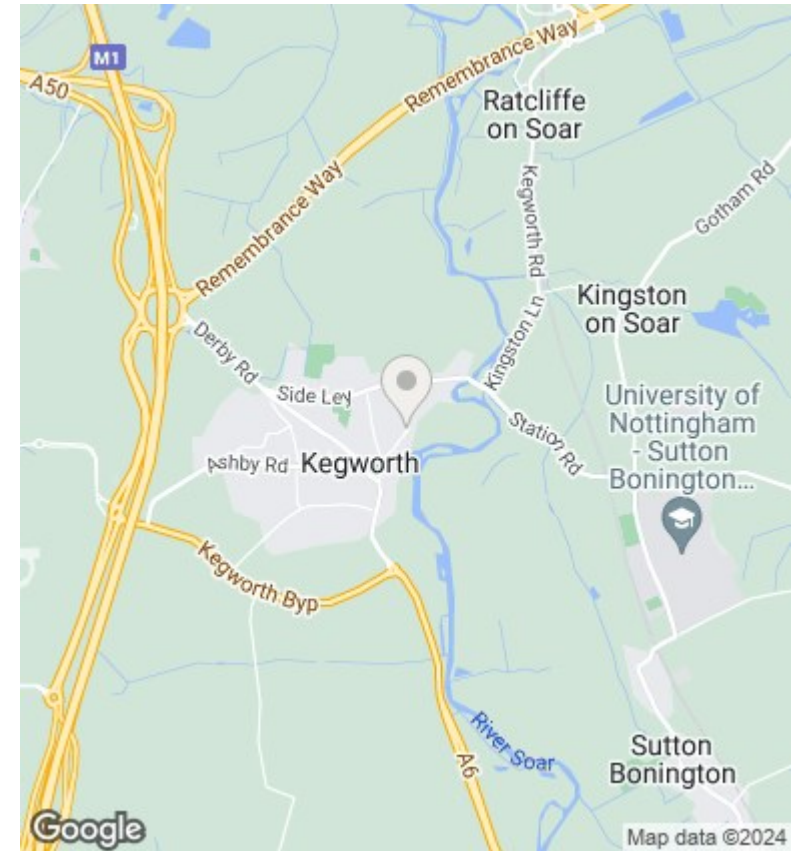 M1
A50
Remembrance Way
Ratcliffe
on Soar
Remembrance Way
Kegworth Rd
Gotham Rd
Kingston
on Soar
Kingston Ln
Derby Rd
Side Ley
University of
Nottingham
- Sutton
Bonington...
Station Rd
Ashby Rd
Kegworth
Kegworth Byp
River Soar
A6
Sutton
Bonington
Google
Map data ©2024